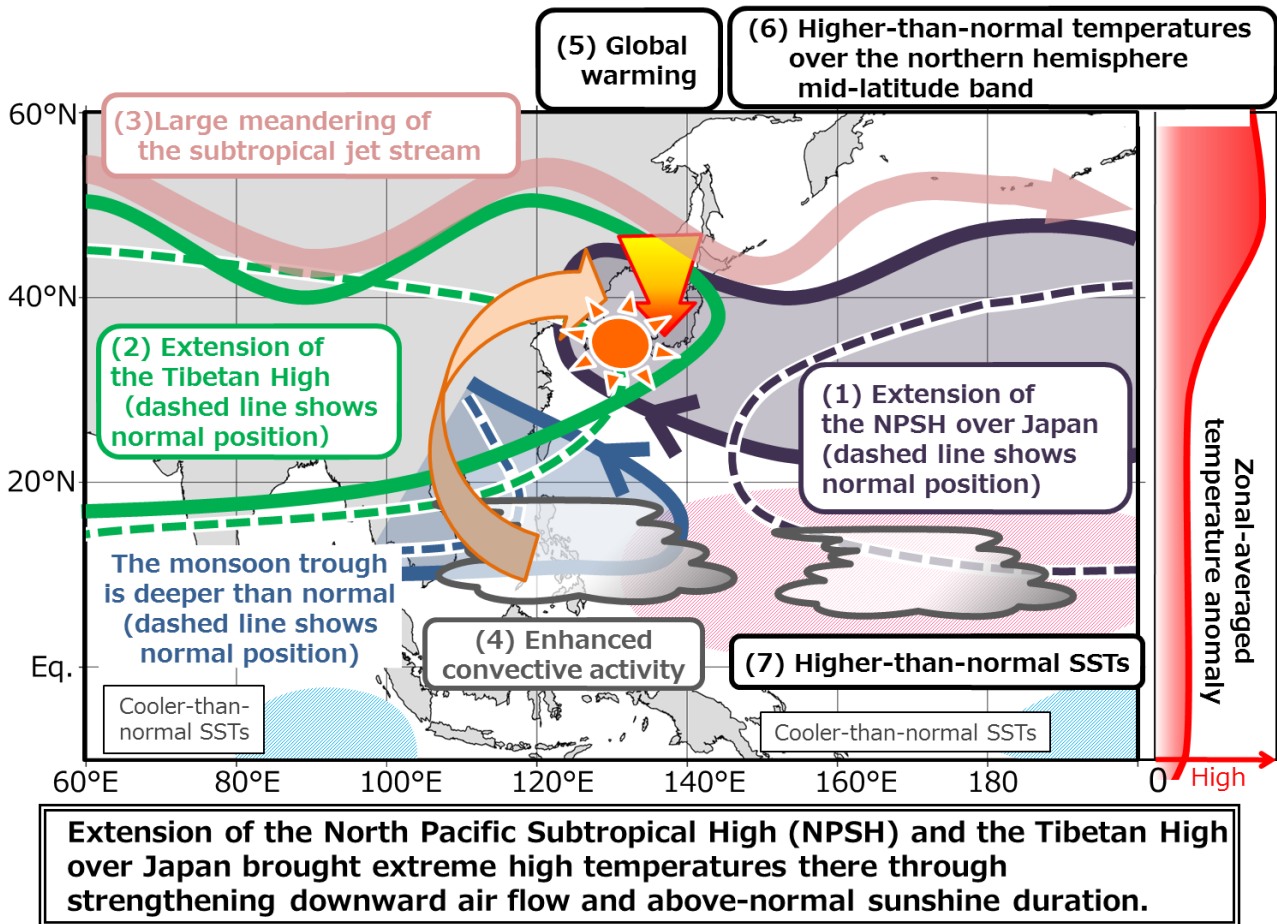 (5) Global
warming
(6) Higher-than-normal temperatures
over the northern hemisphere
mid-latitude band
60°N
(3)Large meandering of
the subtropical jet stream
40°N
(2) Extension of
the Tibetan High
(dashed line shows
normal position)
(1) Extension of
the NPSH over Japan
(dashed line shows
normal position)
20°N
The monsoon trough
is deeper than normal
(dashed line shows
normal position)
(4) Enhanced
convective activity
(7) Higher-than-normal SSTs
Eq.
Cooler-than-
normal SSTs
Cooler-than-normal SSTs
Zonal-averaged
temperature anomaly
60°E
80°E
100°E
120°E
140°E
160°E
180
0
High
Extension of the North Pacific Subtropical High (NPSH) and the Tibetan High
over Japan brought extreme high temperatures there through
strengthening downward air flow and above-normal sunshine duration.